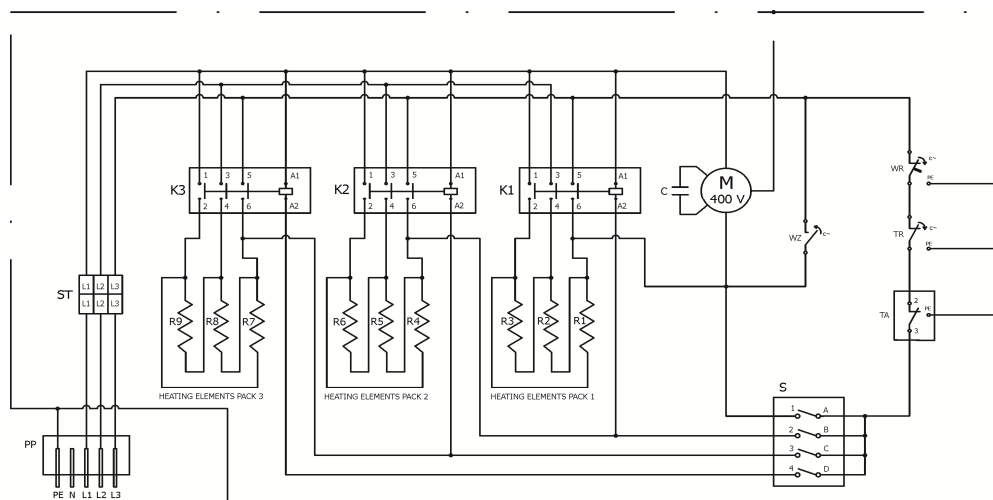 K3
1 3 5 A1
2 4 6 A2
K2
1 3 5 A1
2 4 6 A2
K1
1 3 5 A1
2 4 6 A2
C
M
400 V
WR
C~
PE
TR
C~
PE
WZ
C~
ST
L1 L2 L3
L1 L2 L3
TA
2
PE
3
R9 R8 R7
R6 R5 R4
R3 R2 R1
HEATING ELEMENTS PACK 3
HEATING ELEMENTS PACK 2
HEATING ELEMENTS PACK 1
S
1 A
2 B
3 C
4 D
PP
PE N L1 L2 L3